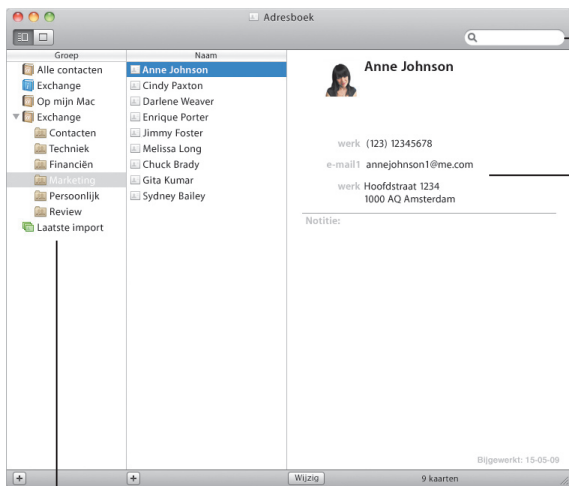 Adresboek
Groep
Alle contacten
Exchange
Op mijn Mac
Exchange
Contacten
Techniek
Financiën
Marketing
Persoonlijk
Review
Laatste import
Naam
Anne Johnson
Cindy Paxton
Darlene Weaver
Enrique Porter
Jimmy Foster
Melissa Long
Chuck Brady
Gita Kumar
Sydney Bailey
Anne Johnson
werk (123) 12345678
e-mail1 annejohnson1@me.com
werk Hoofdstraat 1234
1000 AQ Amsterdam
Notitie:
Bijgewerkt: 15-05-09
Wijzig
9 kaarten